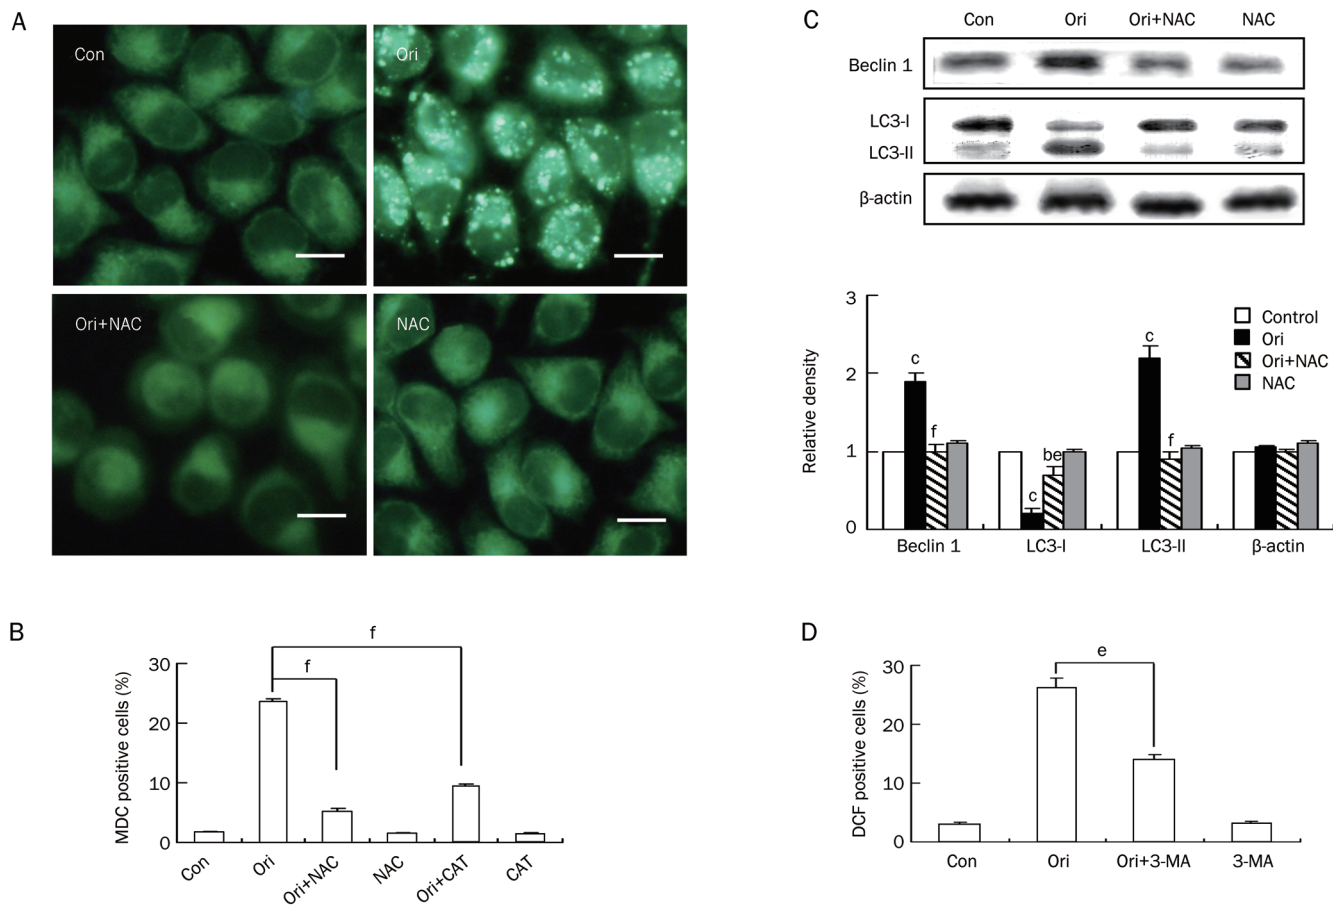 A
Con
Ori
Ori+NAC
NAC
C
Con Ori Ori+NAC NAC
Beclin 1
LC3-I
LC3-II
β-actin
Relative density
3
2
1
0
c
f
c
be
c
f
Control
Ori
Ori+NAC
NAC
Beclin 1 LC3-I LC3-II β-actin
B
MDC positive cells (%)
30
20
10
0
f
f
Con Ori Ori+NAC NAC Ori+CAT CAT
D
DCF positive cells (%)
30
20
10
0
e
Con Ori Ori+3-MA 3-MA